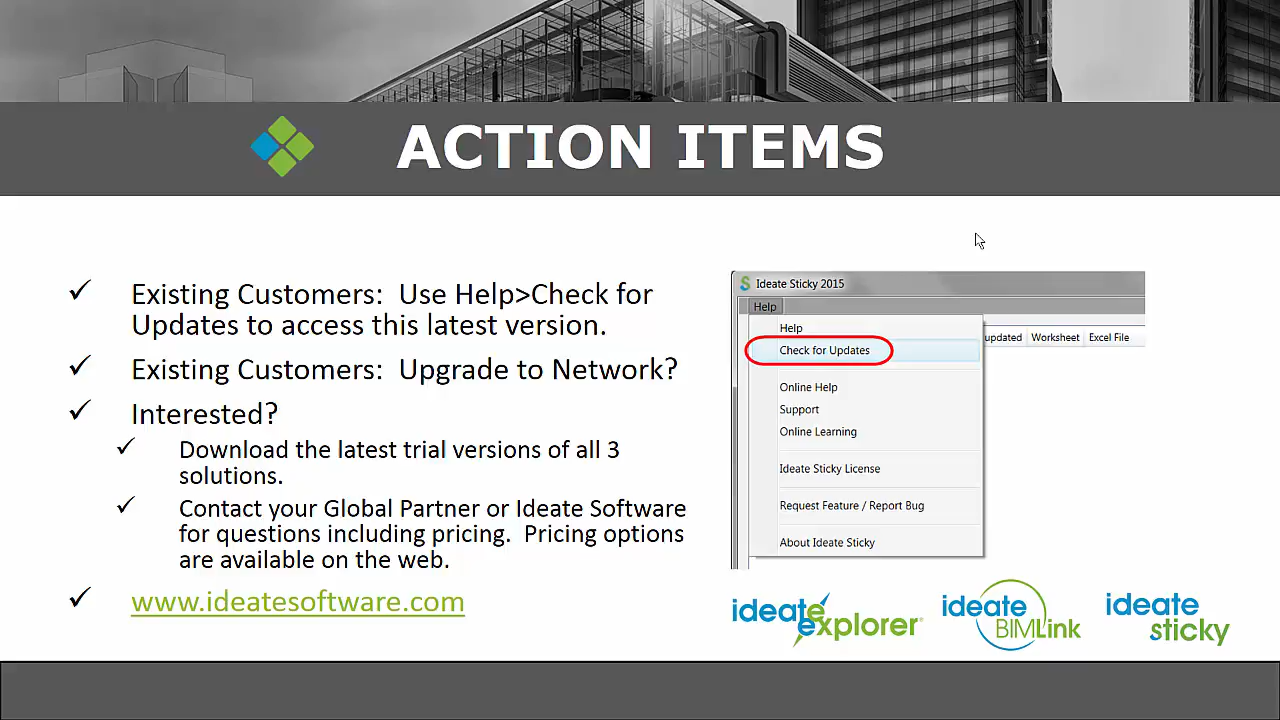 ACTION ITEMS
✓ Existing Customers: Use Help>Check for
Updates to access this latest version.
✓ Existing Customers: Upgrade to Network?
✓ Interested?
✓ Download the latest trial versions of all 3
solutions.
✓ Contact your Global Partner or Ideate Software
for questions including pricing. Pricing options
are available on the web.
✓ www.ideatesoftware.com
Ideate Sticky 2015
Help
Help
Check for Updates
updated Worksheet Excel File
Online Help
Support
Online Learning
Ideate Sticky License
Request Feature / Report Bug
About Ideate Sticky
ideate
explorer
ideate
BIMLink
ideate
sticky